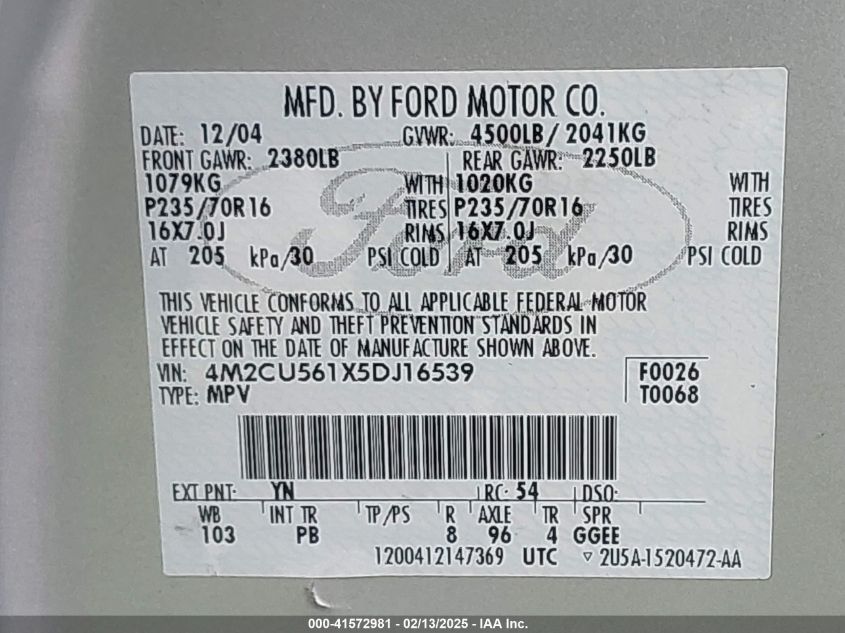 MFD. BY FORD MOTOR CO.
DATE: 12/04 GVWR: 4500LB/ 2041KG
FRONT GAWR: 2380LB REAR GAWR: 2250LB
1079KG WITH 1020KG WITH
P235/70R16 TIRES P235/70R16 TIRES
16X7.0J RIMS 16X7.0J RIMS
AT 205 kPa/30 PSI COLD AT 205 kPa/30 PSI COLD
Ford
THIS VEHICLE CONFORMS TO ALL APPLICABLE FEDERAL MOTOR
VEHICLE SAFETY AND THEFT PREVENTION STANDARDS IN
EFFECT ON THE DATE OF MANUFACTURE SHOWN ABOVE.
VIN: 4M2CU561X5DJ16539 F0026
TYPE: MPV T0068
EXT PNT: YN RC: 54 DSO:
WB INT TR TP/PS R AXLE TR SPR
103 PB 8 96 4 GGEE
1200412147369 UTC ▽ 2U5A-1520472-AA
000-41572981 - 02/13/2025 - IAA Inc.